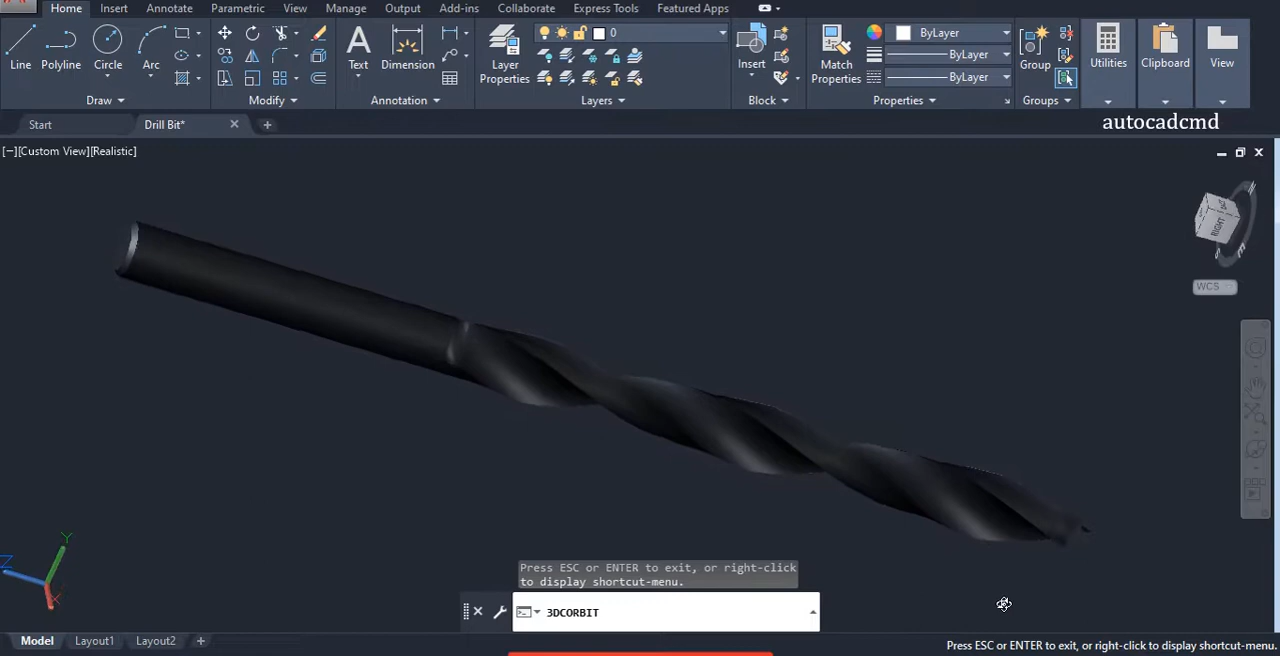 Home Insert Annotate Parametric View Manage Output Add-ins Collaborate Express Tools Featured Apps
0
ByLayer
ByLayer
ByLayer
Line Polyline Circle Arc
Text Dimension
Layer
Properties
Insert
Match
Properties
Group
Utilities Clipboard View
Draw Modify Annotation Layers Block Properties Groups
Start Drill Bit*
autocadcmd
[−][Custom View][Realistic]
RIGHT
WCS
Y
Z
X
Press ESC or ENTER to exit, or right-click
to display shortcut-menu.
3DCORBIT
Model Layout1 Layout2
Press ESC or ENTER to exit, or right-click to display shortcut-menu.